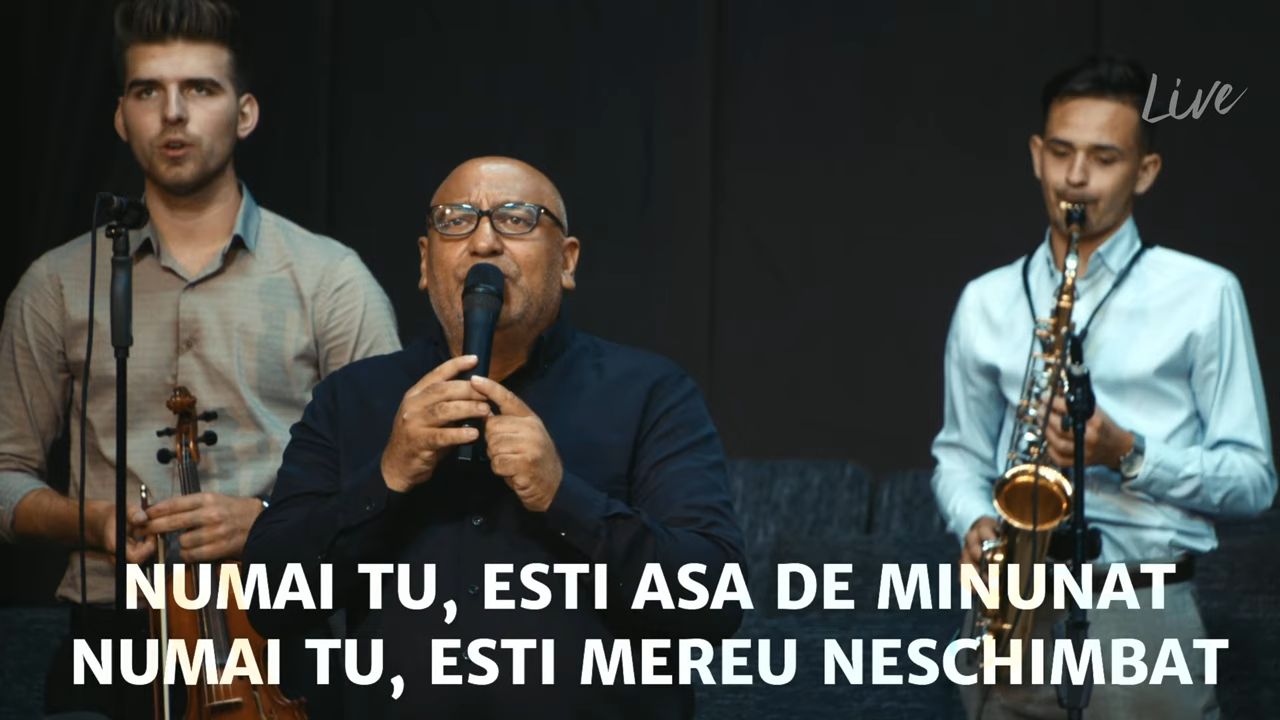 Live
NUMAI TU, ESTI ASA DE MINUNAT
NUMAI TU, ESTI MEREU NESCHIMBAT